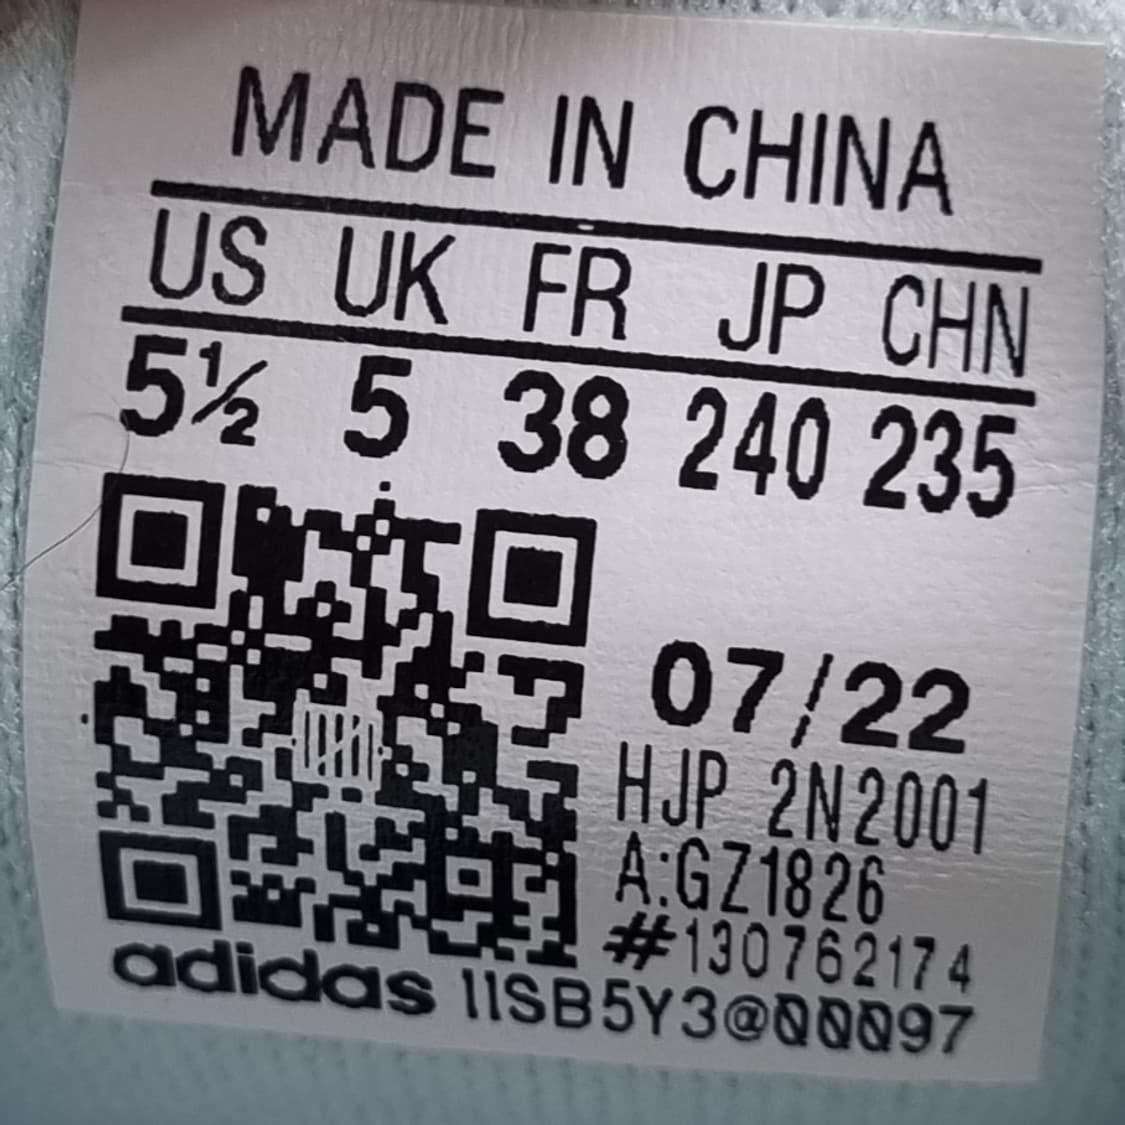 MADE IN CHINA
US UK FR JP CHN
5½ 5 38 240 235
07/22
HJP 2N2001
A:GZ1826
#130762174
adidas 11SB5Y3@00097